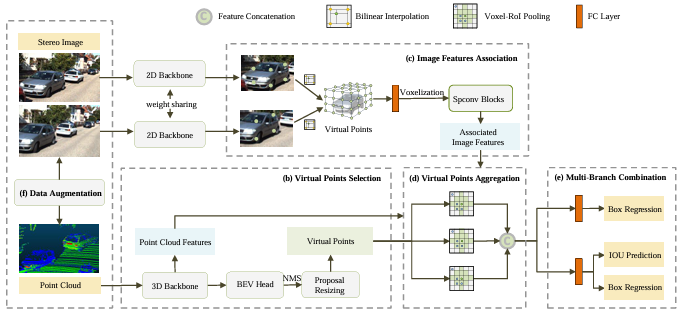 Feature Concatenation
Bilinear Interpolation
Voxel-RoI Pooling
FC Layer
Stereo Image
(f) Data Augmentation
Point Cloud
2D Backbone
weight sharing
2D Backbone
(c) Image Features Association
Virtual Points
Voxelization
Spconv Blocks
Associated
Image Features
(b) Virtual Points Selection
Point Cloud Features
Virtual Points
3D Backbone
BEV Head
NMS
Proposal
Resizing
(d) Virtual Points Aggregation
C
(e) Multi-Branch Combination
Box Regression
IOU Prediction
Box Regression